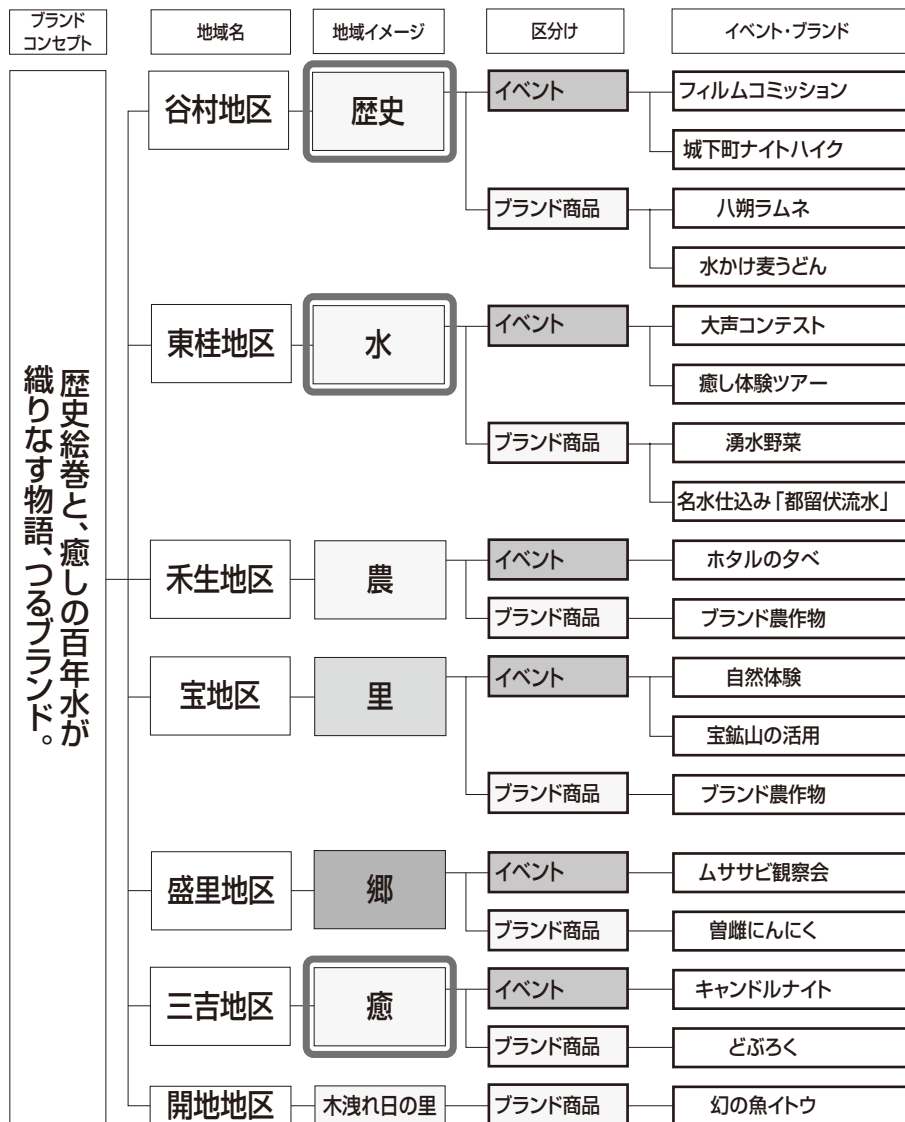 ブランド
コンセプト
地域名
地域イメージ
区分け
イベント・ブランド
歴史絵巻と、癒しの百年水が
織りなす物語、つるブランド。
谷村地区
歴史
イベント
フィルムコミッション
城下町ナイトハイク
ブランド商品
八朔ラムネ
水かけ麦うどん
東桂地区
水
イベント
大声コンテスト
癒し体験ツアー
ブランド商品
湧水野菜
名水仕込み「都留伏流水」
禾生地区
農
イベント
ホタルの夕べ
ブランド商品
ブランド農作物
宝地区
里
イベント
自然体験
宝鉱山の活用
ブランド商品
ブランド農作物
盛里地区
郷
イベント
ムササビ観察会
ブランド商品
曽雌にんにく
三吉地区
癒
イベント
キャンドルナイト
ブランド商品
どぶろく
開地地区
木洩れ日の里
ブランド商品
幻の魚イトウ